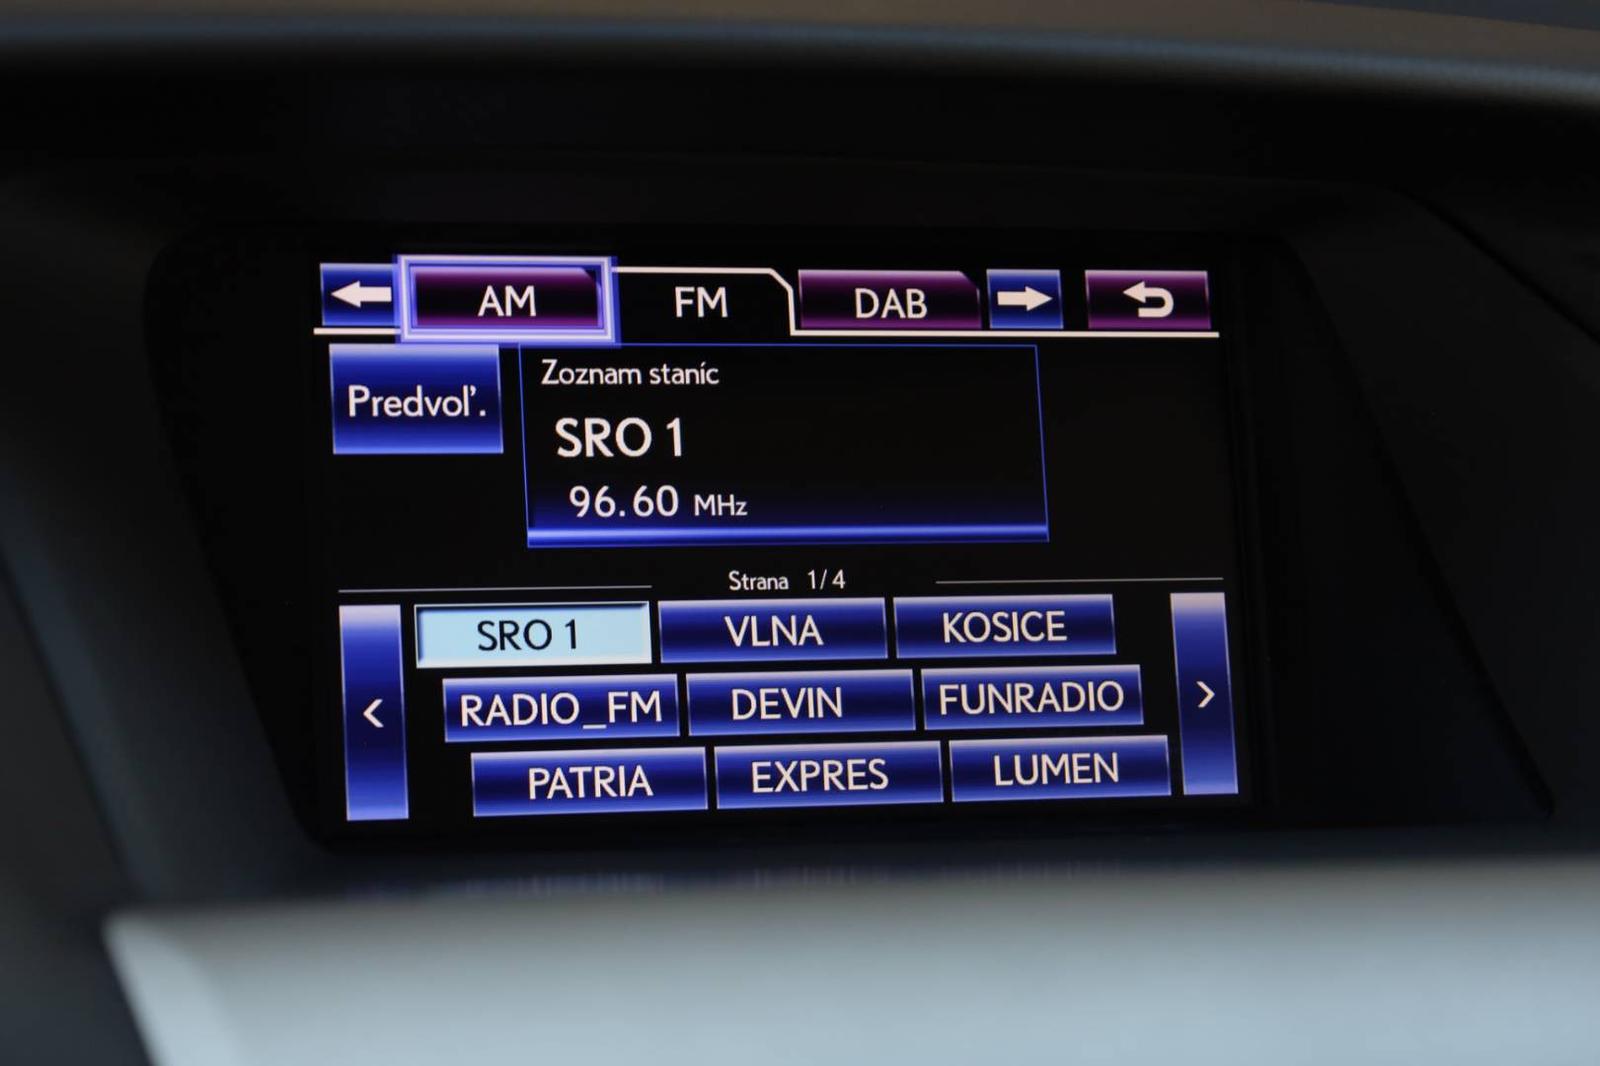 AM FM DAB
Predvoľ.
Zoznam staníc
SRO 1
96.60 MHz
Strana 1/4
SRO 1 VLNA KOSICE
RADIO_FM DEVIN FUNRADIO
PATRIA EXPRES LUMEN